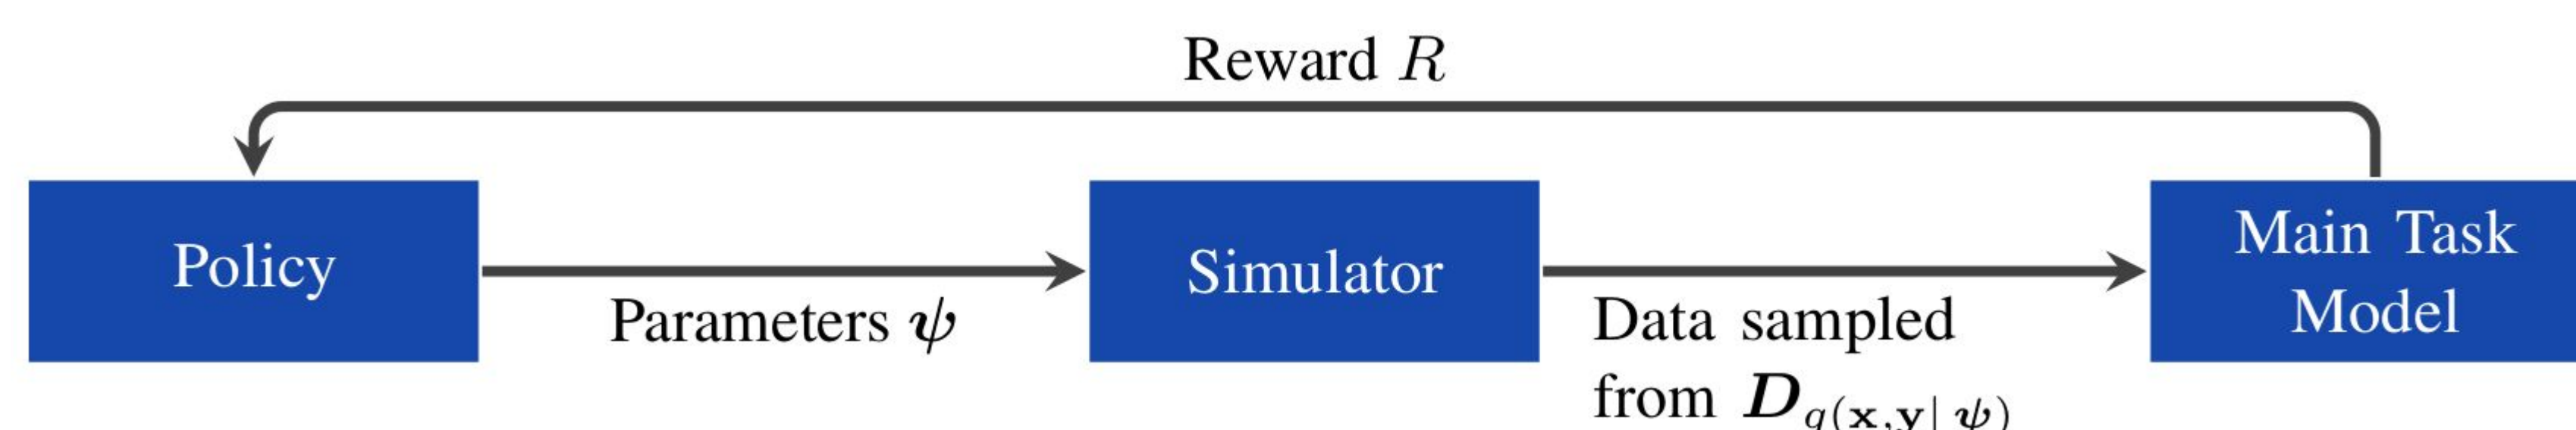 Reward R
Policy
Parameters ψ
Simulator
Data sampled
from D_q(x,y| ψ)
Main Task
Model